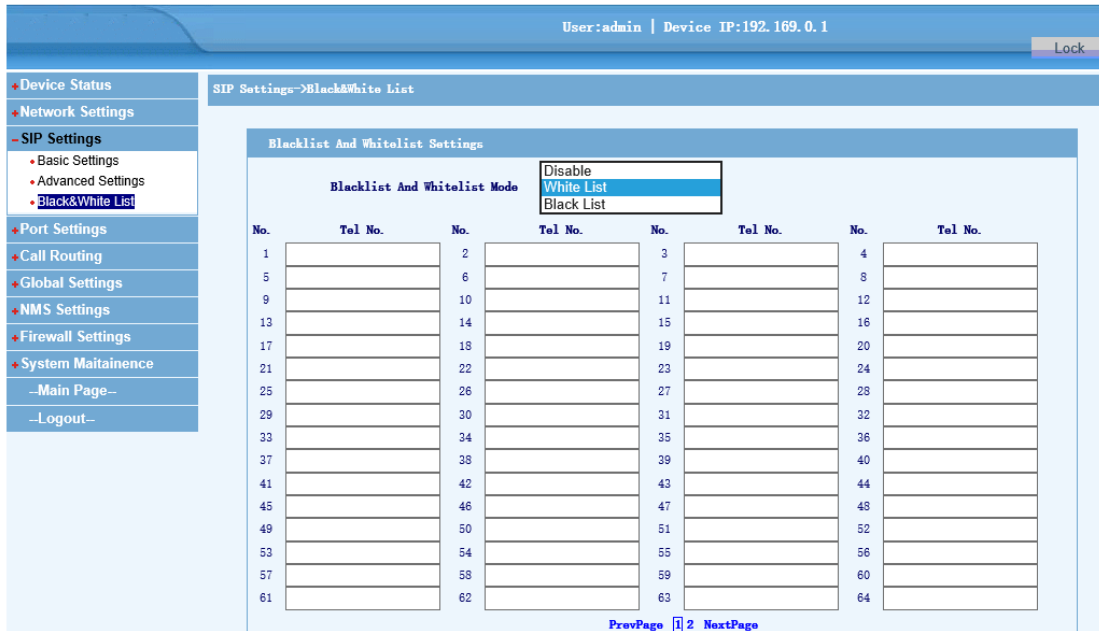 User:admin | Device IP:192.169.0.1
Lock
+Device Status
+Network Settings
-SIP Settings
Basic Settings
Advanced Settings
Black&White List
+Port Settings
+Call Routing
+Global Settings
+NMS Settings
+Firewall Settings
+System Maitainence
--Main Page--
--Logout--
SIP Settings->Black&White List
Blacklist And Whitelist Settings
Blacklist And Whitelist Mode
Disable
White List
Black List
No. Tel No. No. Tel No. No. Tel No. No. Tel No.
1 2 3 4
5 6 7 8
9 10 11 12
13 14 15 16
17 18 19 20
21 22 23 24
25 26 27 28
29 30 31 32
33 34 35 36
37 38 39 40
41 42 43 44
45 46 47 48
49 50 51 52
53 54 55 56
57 58 59 60
61 62 63 64
PrevPage 1 2 NextPage